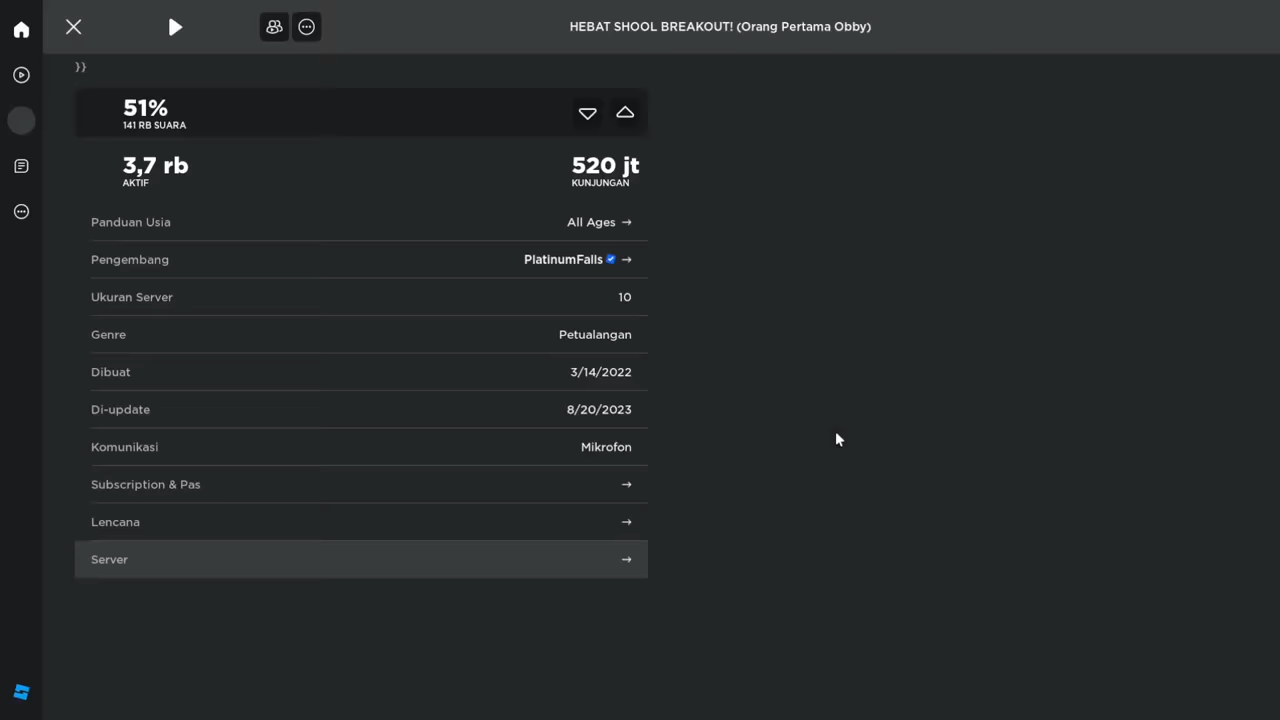 HEBAT SHOOL BREAKOUT! (Orang Pertama Obby)
}}
51%
141 RB SUARA
3,7 rb
AKTIF
520 jt
KUNJUNGAN
Panduan Usia All Ages →
Pengembang PlatinumFalls →
Ukuran Server 10
Genre Petualangan
Dibuat 3/14/2022
Di-update 8/20/2023
Komunikasi Mikrofon
Subscription & Pas →
Lencana →
Server →